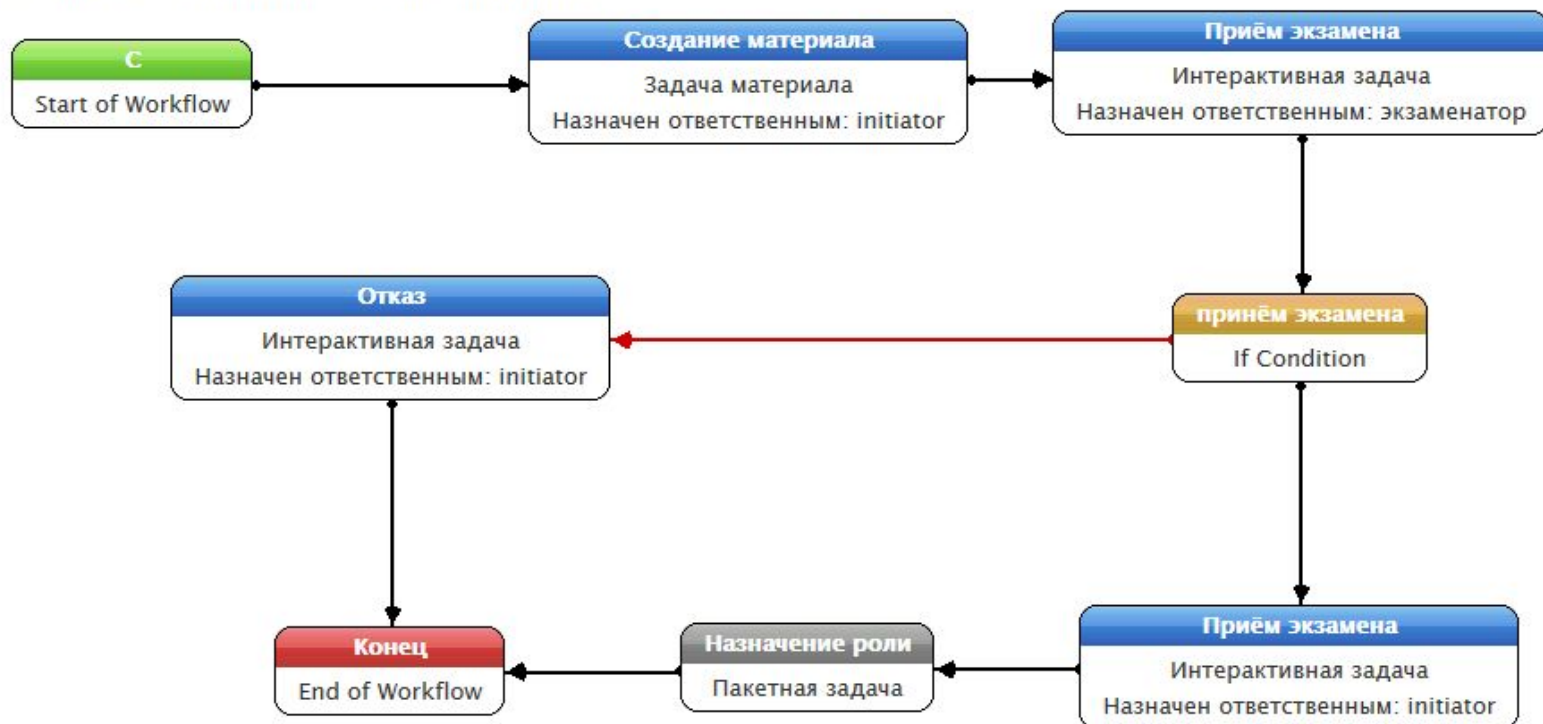 С
Start of Workflow
Создание материала
Задача материала
Назначен ответственным: initiator
Приём экзамена
Интерактивная задача
Назначен ответственным: экзаменатор
Отказ
Интерактивная задача
Назначен ответственным: initiator
принём экзамена
If Condition
Конец
End of Workflow
Назначение роли
Пакетная задача
Приём экзамена
Интерактивная задача
Назначен ответственным: initiator